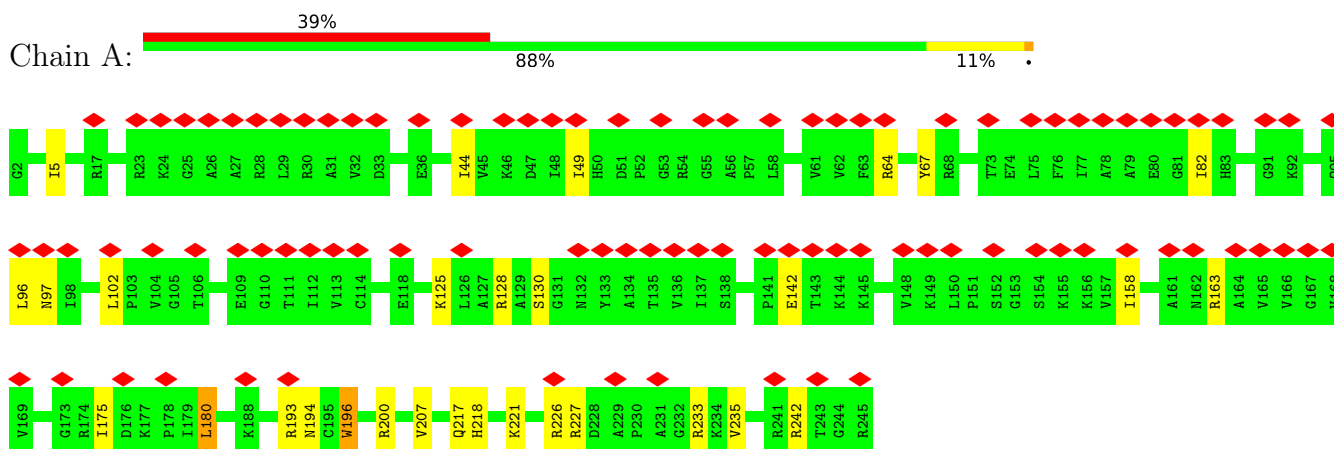 39%
Chain A:
88% 11% •
G2 I5 R17 R23 K24 G25 A26 A27 R28 L29 R30 A31 V32 D33 E36 I44 V45 K46 D47 I48 I49 H50 D51 P52 G53 R54 G55 A56 P57 L58 V61 V62 F63 R64 Y67 R68 T73 E74 L75 F76 I77 A78 A79 E80 G81 I82 H83 G91 K92
L96 N97 I98 L102 P103 V104 G105 T106 E109 G110 T111 I112 V113 C114 E118 K125 L126 A127 R128 A129 S130 G131 N132 Y133 A134 T135 V136 I137 S138 P141 E142 T143 K144 K145 V148 K149 L150 P151 S152 G153 S154 K155 K156 V157 I158 A161 N162 R163 A164 V165 V166 G167
V169 G173 R174 I175 D176 K177 P178 I179 L180 K188 R193 N194 C195 W196 R200 V207 Q217 H218 K221 R226 R227 D228 A229 P230 A231 G232 R233 K234 V235 R241 R242 T243 G244 R245